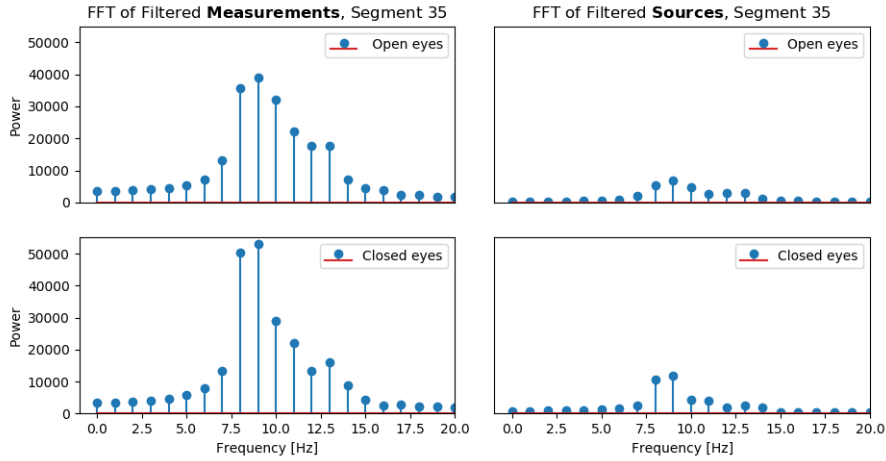 FFT of Filtered Measurements, Segment 35
FFT of Filtered Sources, Segment 35
50000
40000
30000
20000
10000
0
Power
Open eyes
Open eyes
50000
40000
30000
20000
10000
0
Power
Closed eyes
Closed eyes
0.0 2.5 5.0 7.5 10.0 12.5 15.0 17.5 20.0
Frequency [Hz]
0.0 2.5 5.0 7.5 10.0 12.5 15.0 17.5 20.0
Frequency [Hz]